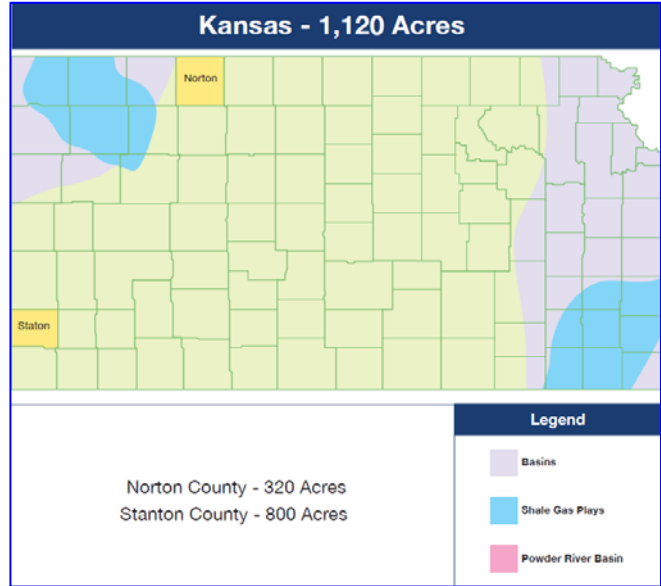 Kansas - 1,120 Acres
Norton
Staton
Norton County - 320 Acres
Stanton County - 800 Acres
Legend
Basins
Shale Gas Plays
Powder River Basin